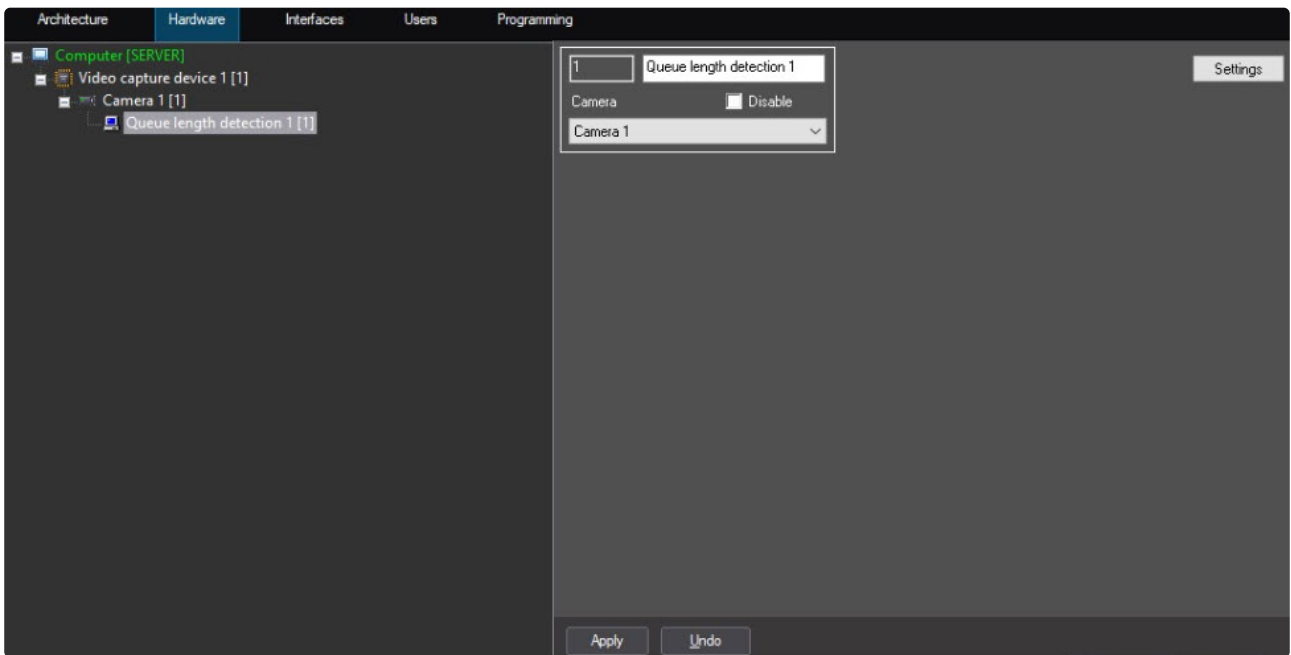 Architecture Hardware Interfaces Users Programming
Computer [SERVER]
Video capture device 1 [1]
Camera 1 [1]
Queue length detection 1 [1]
1 Queue length detection 1
Settings
Camera Disable
Camera 1
Apply Undo